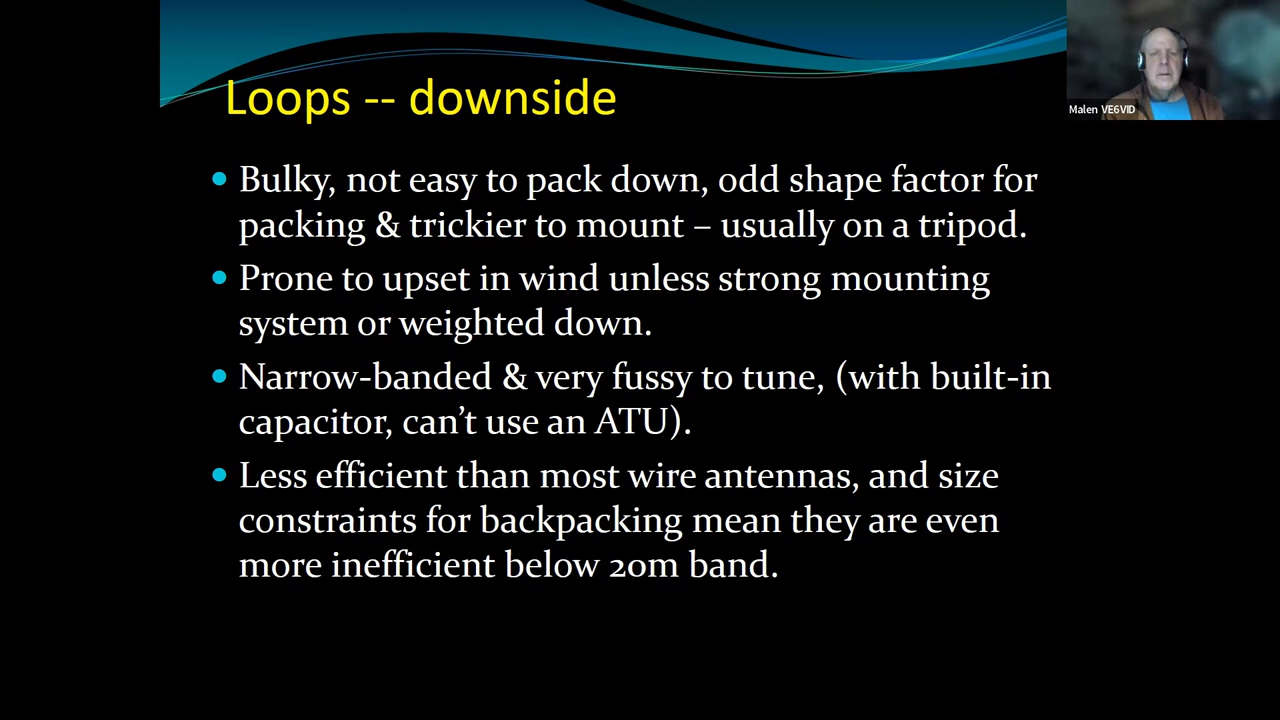 Loops -- downside
Malen VE6VID
Bulky, not easy to pack down, odd shape factor for
packing & trickier to mount – usually on a tripod.
Prone to upset in wind unless strong mounting
system or weighted down.
Narrow-banded & very fussy to tune, (with built-in
capacitor, can't use an ATU).
Less efficient than most wire antennas, and size
constraints for backpacking mean they are even
more inefficient below 20m band.